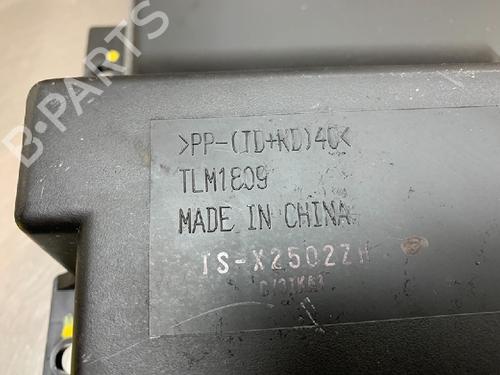 B-PARTS
>PP-(TD+KD)40<
TLM1809
MADE IN CHINA
TS-X2502ZH